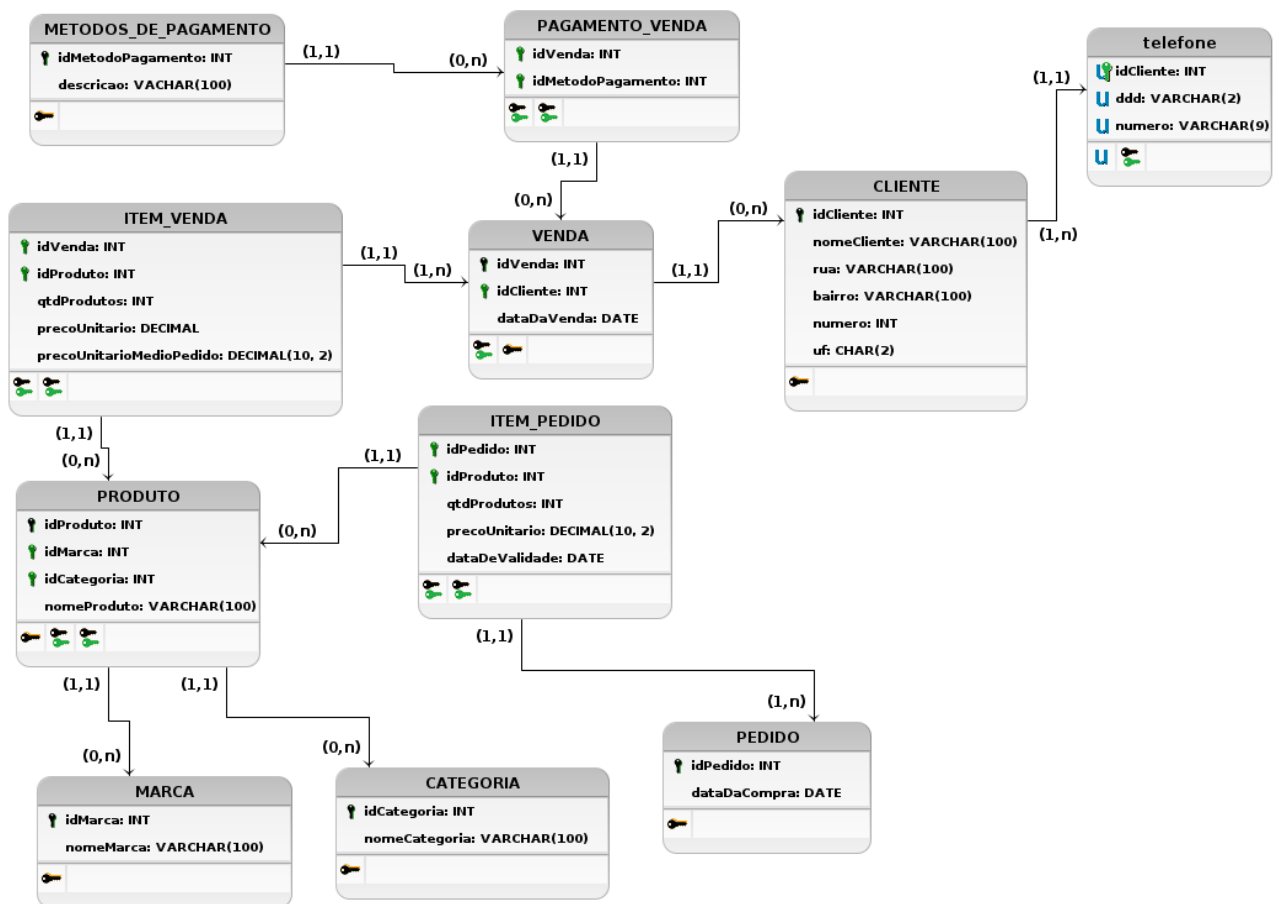 METODOS_DE_PAGAMENTO
idMetodoPagamento: INT
descricao: VACHAR(100)
(1,1)
(0,n)
PAGAMENTO_VENDA
idVenda: INT
idMetodoPagamento: INT
(1,1)
(0,n)
telefone
idCliente: INT
ddd: VARCHAR(2)
numero: VARCHAR(9)
(1,1)
(1,n)
CLIENTE
idCliente: INT
nomeCliente: VARCHAR(100)
rua: VARCHAR(100)
bairro: VARCHAR(100)
numero: INT
uf: CHAR(2)
ITEM_VENDA
idVenda: INT
idProduto: INT
qtdProdutos: INT
precoUnitario: DECIMAL
precoUnitarioMedioPedido: DECIMAL(10, 2)
(1,1)
(1,n)
VENDA
idVenda: INT
idCliente: INT
dataDaVenda: DATE
(1,1)
(0,n)
(1,1)
(0,n)
ITEM_PEDIDO
idPedido: INT
idProduto: INT
qtdProdutos: INT
precoUnitario: DECIMAL(10, 2)
dataDeValidade: DATE
(1,1)
(0,n)
PRODUTO
idProduto: INT
idMarca: INT
idCategoria: INT
nomeProduto: VARCHAR(100)
(1,1)
(1,n)
(1,1)
(1,1)
(0,n)
(0,n)
MARCA
idMarca: INT
nomeMarca: VARCHAR(100)
CATEGORIA
idCategoria: INT
nomeCategoria: VARCHAR(100)
PEDIDO
idPedido: INT
dataDaCompra: DATE